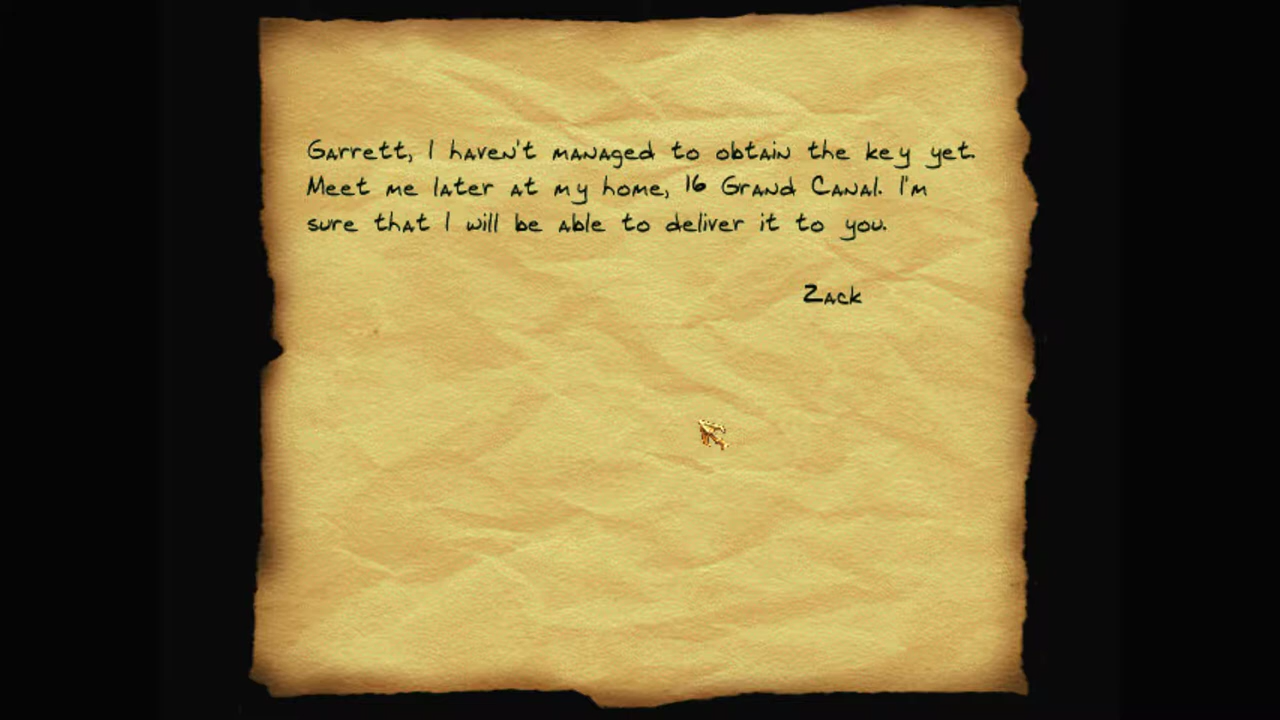 Garrett, I haven't managed to obtain the key yet.
Meet me later at my home, 16 Grand Canal. I'm
sure that I will be able to deliver it to you.
Zack